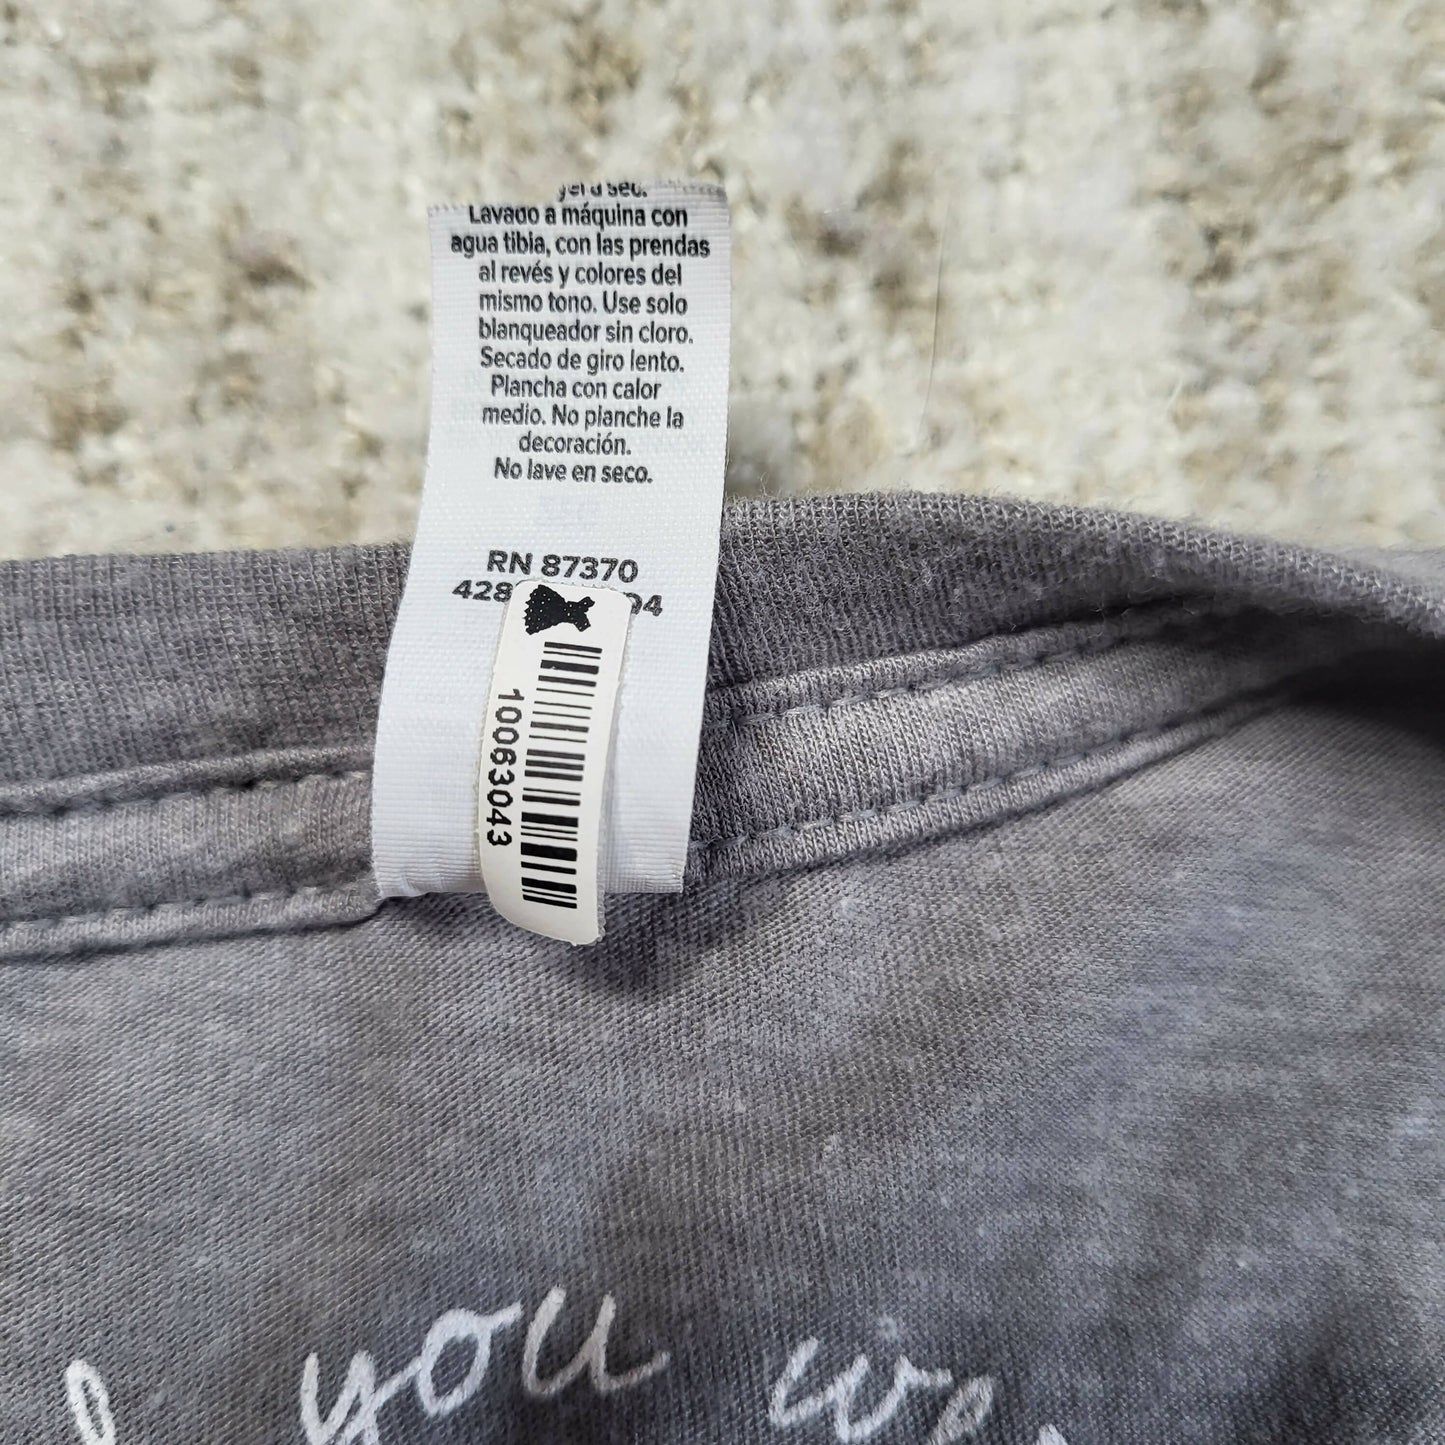 Lavado a máquina con
agua tibia, con las prendas
al revés y colores del
mismo tono. Use solo
blanqueador sin cloro.
Secado de giro lento.
Plancha con calor
medio. No planche la
decoración.
No lave en seco.
RN 87370
10063043
you